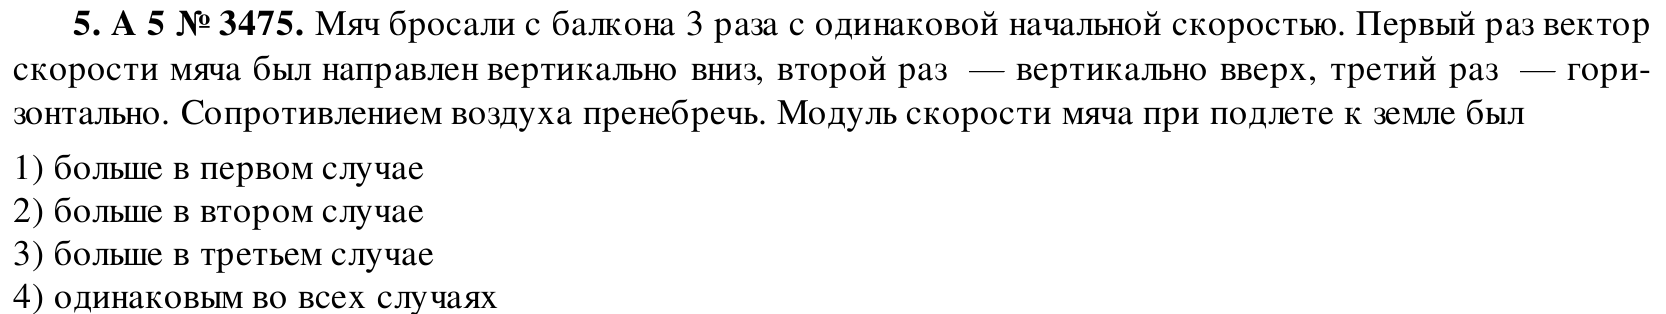 5. А 5 № 3475. Мяч бросали с балкона 3 раза с одинаковой начальной скоростью. Первый раз вектор
скорости мяча был направлен вертикально вниз, второй раз — вертикально вверх, третий раз — гори-
зонтально. Сопротивлением воздуха пренебречь. Модуль скорости мяча при подлете к земле был
1) больше в первом случае
2) больше в втором случае
3) больше в третьем случае
4) одинаковым во всех случаях